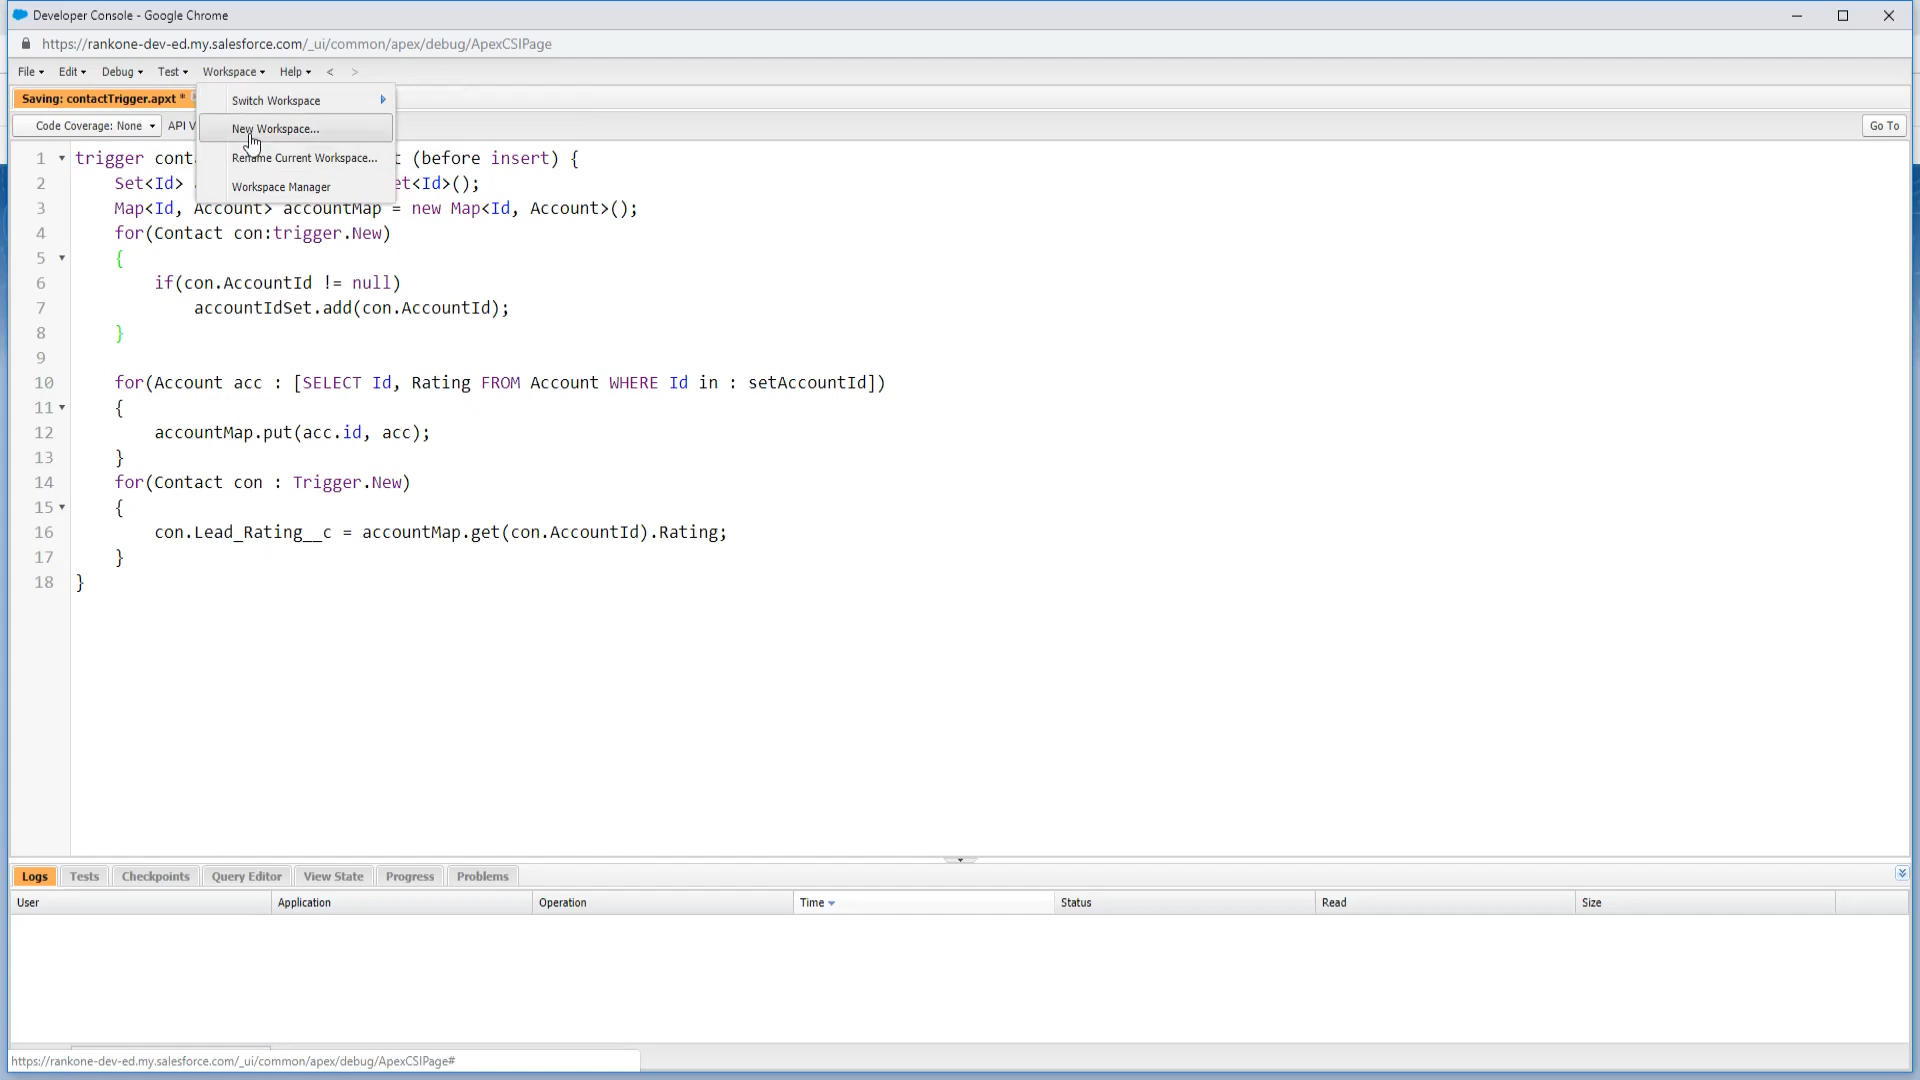 Developer Console - Google Chrome
https://rankone-dev-ed.my.salesforce.com/_ui/common/apex/debug/ApexCSIPage
File Edit Debug Test Workspace Help < >
Saving: contactTrigger.apxt *
Switch Workspace
Code Coverage: None API V
New Workspace...
Go To
Rename Current Workspace...
Workspace Manager
1 trigger cont t (before insert) {
2 Set<Id> et<Id>();
3 Map<Id, Account> accountMap = new Map<Id, Account>();
4 for(Contact con:trigger.New)
5 {
6 if(con.AccountId != null)
7 accountIdSet.add(con.AccountId);
8 }
9
10 for(Account acc : [SELECT Id, Rating FROM Account WHERE Id in : setAccountId])
11 {
12 accountMap.put(acc.id, acc);
13 }
14 for(Contact con : Trigger.New)
15 {
16 con.Lead_Rating__c = accountMap.get(con.AccountId).Rating;
17 }
18 }
Logs Tests Checkpoints Query Editor View State Progress Problems
User Application Operation Time Status Read Size
https://rankone-dev-ed.my.salesforce.com/_ui/common/apex/debug/ApexCSIPage#